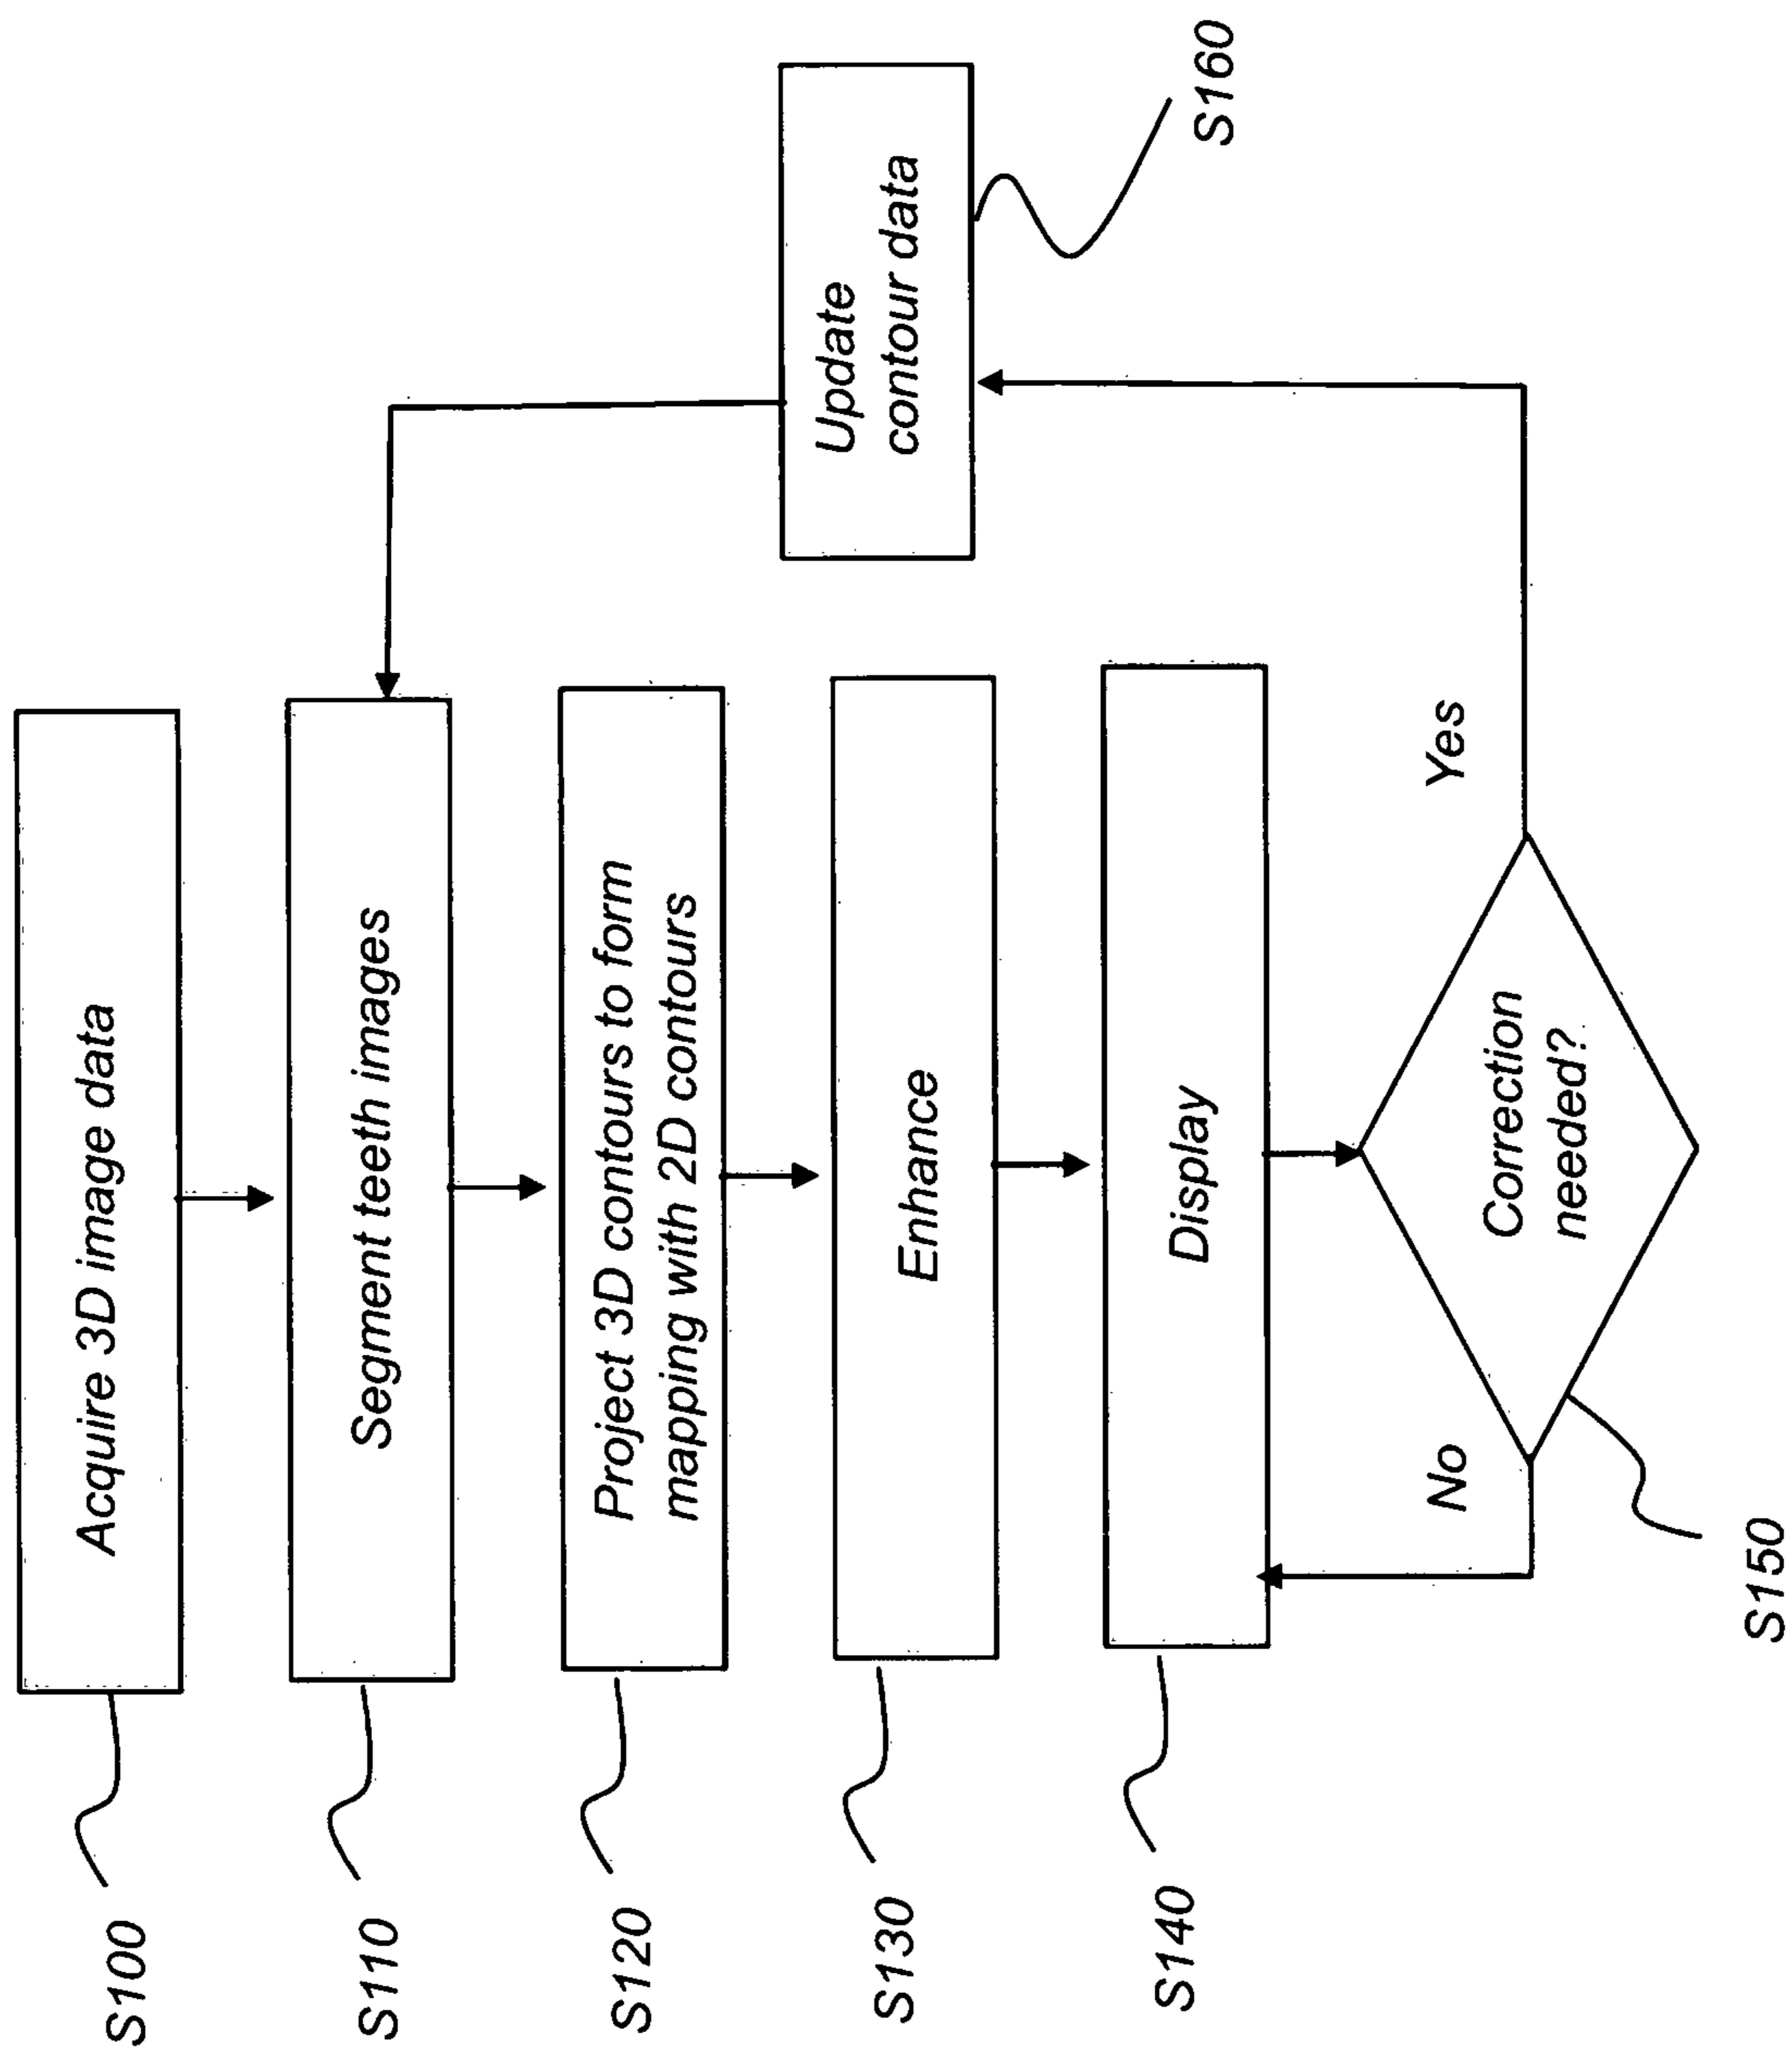 S100
Acquire 3D image data
S110
Segment teeth images
S120
Project 3D contours to form
mapping with 2D contours
S130
Enhance
S140
Display
No
Yes
Correction
needed?
S150
Update
contour data
S160